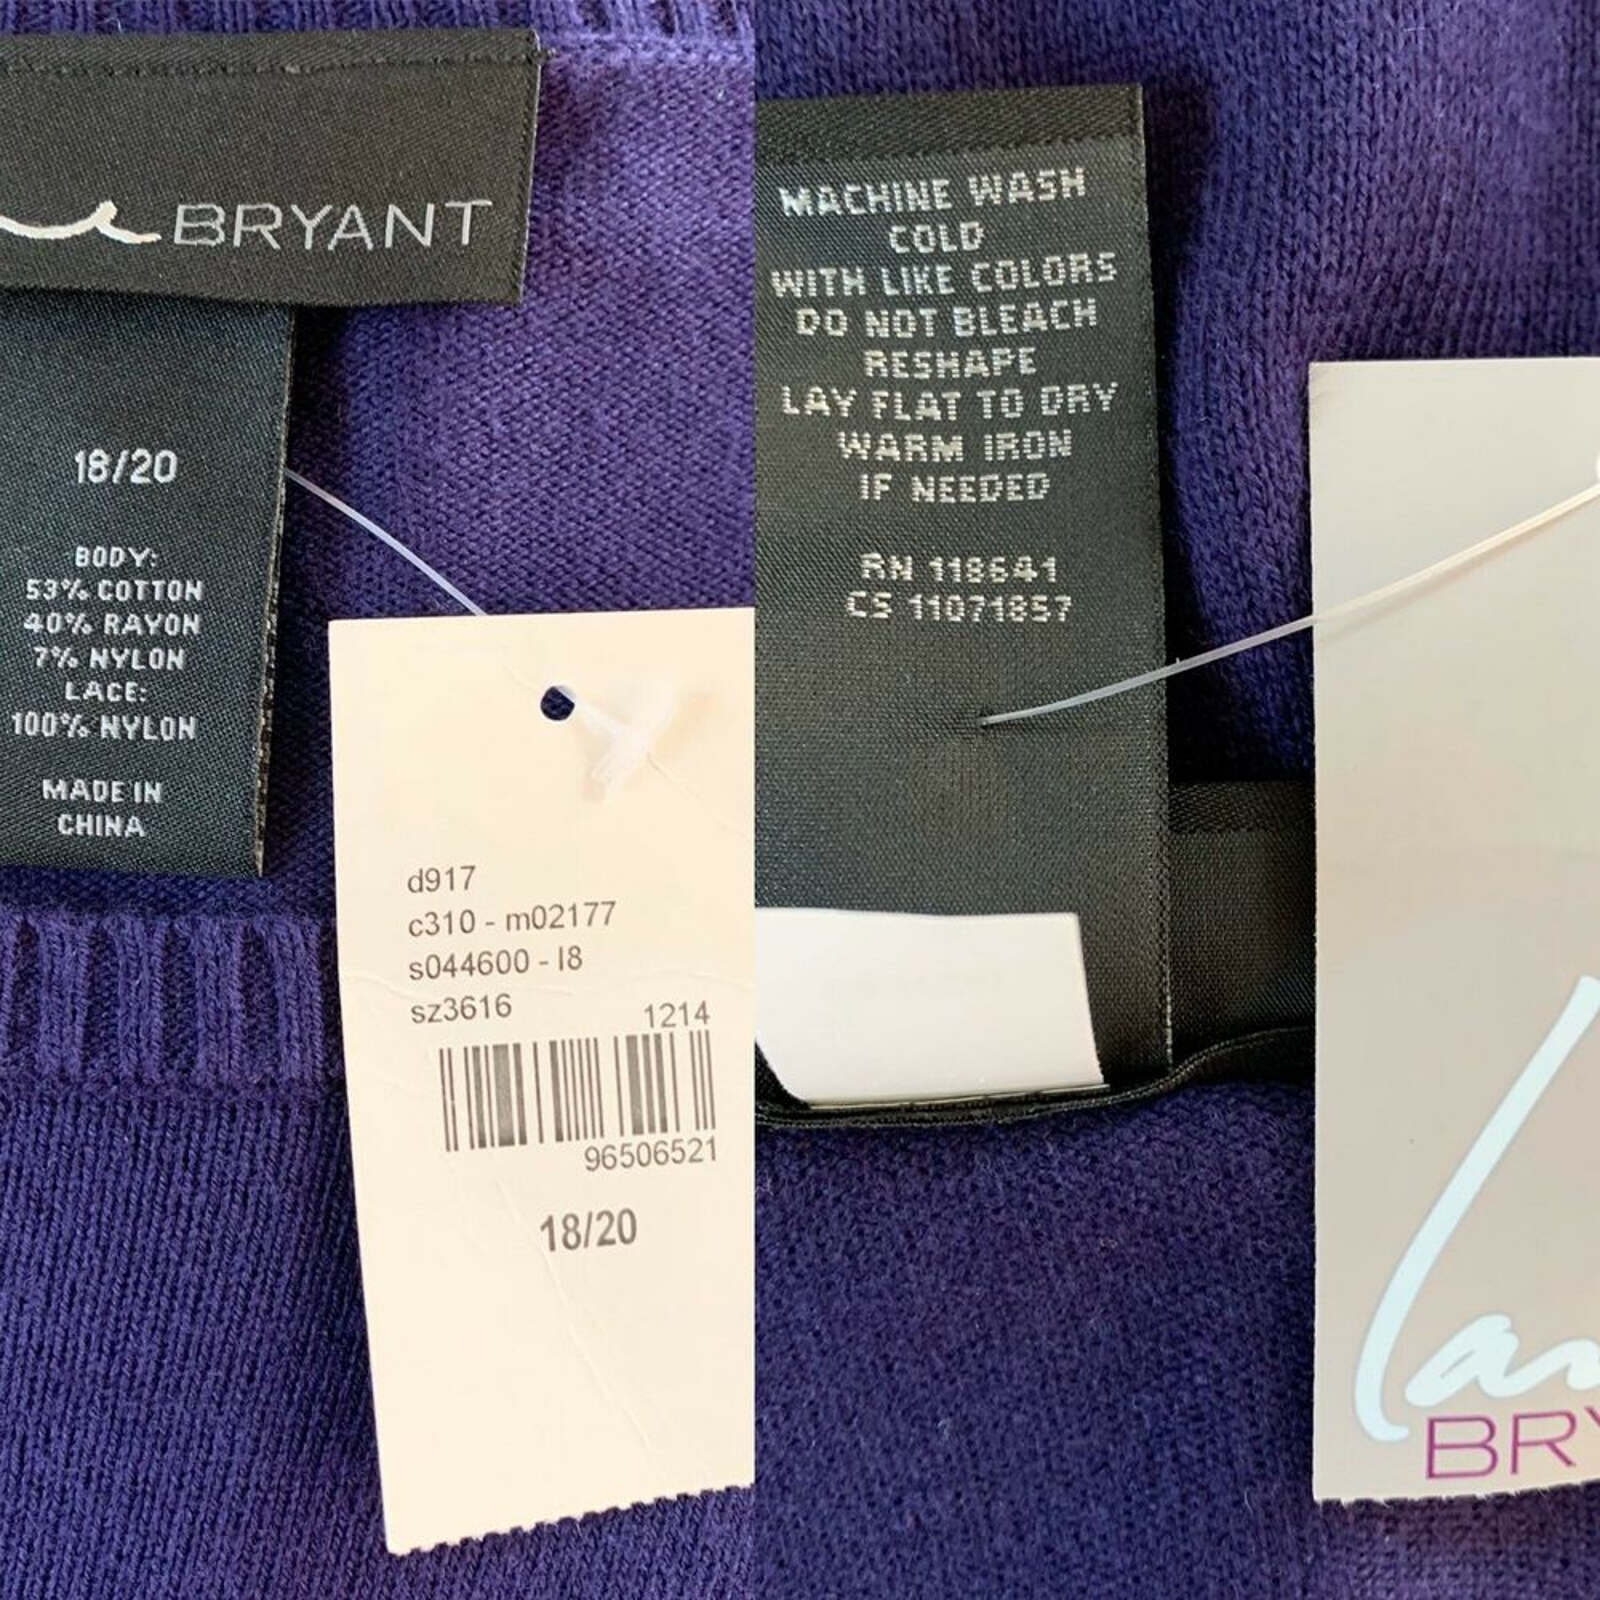 BRYANT
18/20
BODY:
53% COTTON
40% RAYON
7% NYLON
LACE:
100% NYLON
MADE IN
CHINA
d917
c310 - m02177
s044600 - l8
sz3616
1214
96506521
18/20
MACHINE WASH
COLD
WITH LIKE COLORS
DO NOT BLEACH
RESHAPE
LAY FLAT TO DRY
WARM IRON
IF NEEDED
RN 118641
CS 11071857
Lan
BRY